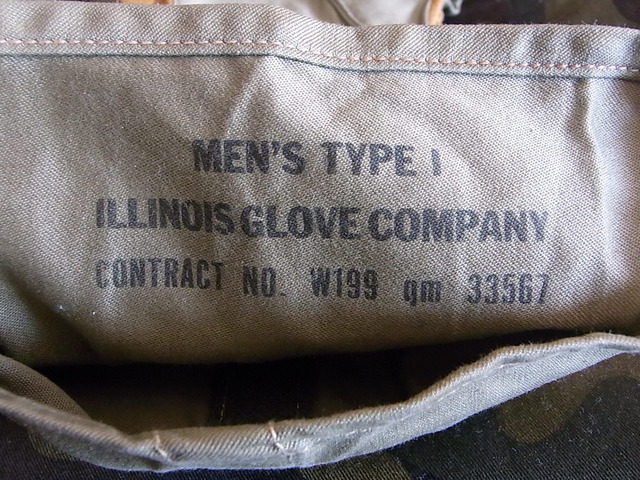 MEN'S TYPE I
ILLINOIS GLOVE COMPANY
CONTRACT NO. W199 qm 33567